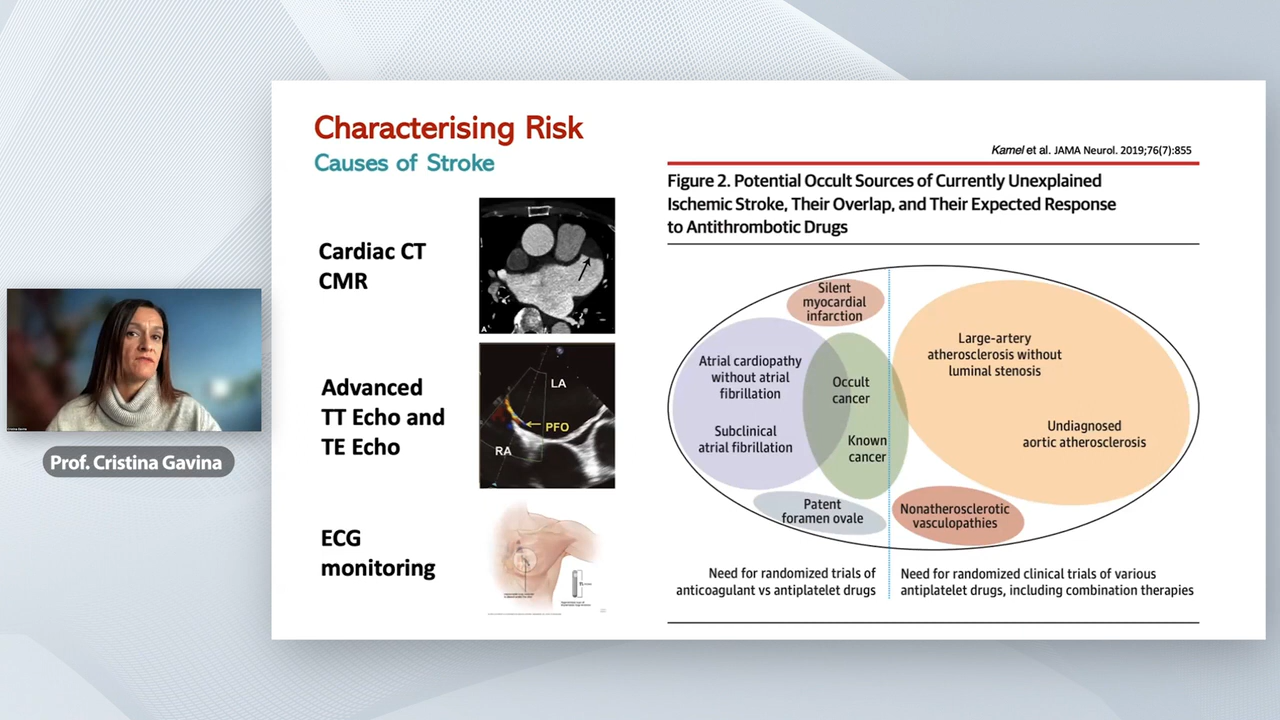 Characterising Risk
Causes of Stroke
Cardiac CT
CMR
A
Advanced
TT Echo and
TE Echo
LA
PFO
RA
ECG
monitoring
Kamel et al. JAMA Neurol. 2019;76(7):855
Figure 2. Potential Occult Sources of Currently Unexplained
Ischemic Stroke, Their Overlap, and Their Expected Response
to Antithrombotic Drugs
Silent
myocardial
infarction
Atrial cardiopathy
without atrial
fibrillation
Subclinical
atrial fibrillation
Occult
cancer
Known
cancer
Patent
foramen ovale
Large-artery
atherosclerosis without
luminal stenosis
Undiagnosed
aortic atherosclerosis
Nonatherosclerotic
vasculopathies
Need for randomized trials of
anticoagulant vs antiplatelet drugs
Need for randomized clinical trials of various
antiplatelet drugs, including combination therapies
Prof. Cristina Gavina